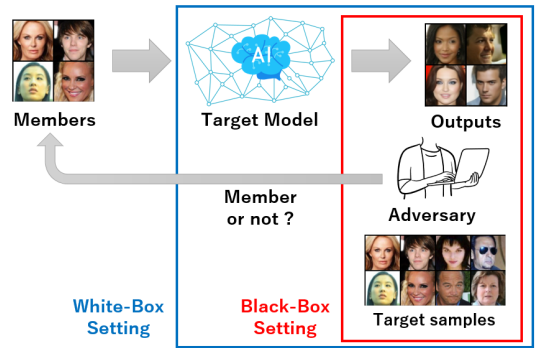 AI
Members
Target Model
Outputs
Member
or not ?
Adversary
White-Box
Setting
Black-Box
Setting
Target samples